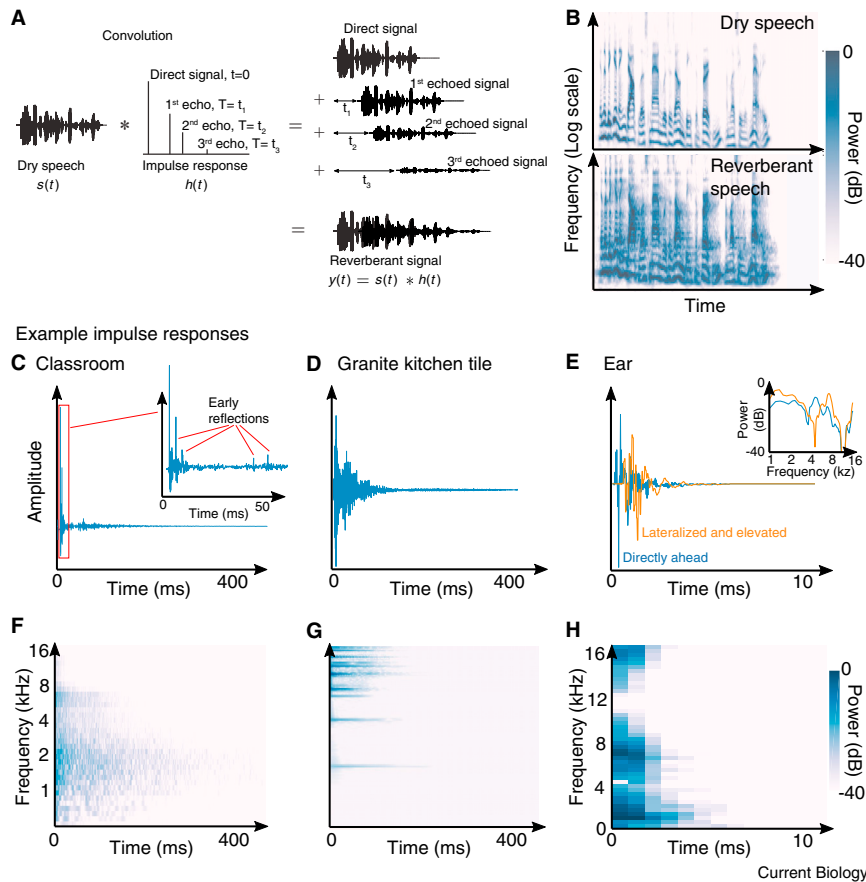 A
Convolution
Dry speech
s(t)
*
Direct signal, t=0
1st echo, T= t1
2nd echo, T= t2
3rd echo, T= t3
Impulse response
h(t)
=
Direct signal
1st echoed signal
+
t1
2nd echoed signal
+
t2
3rd echoed signal
+
t3
=
Reverberant signal
y(t) = s(t) * h(t)
B
Dry speech
Reverberant
speech
Frequency (Log scale)
Time
0
Power (dB)
-40
Example impulse responses
C Classroom
Amplitude
Early
reflections
0 50
Time (ms)
0 400
Time (ms)
D Granite kitchen tile
0 400
Time (ms)
E Ear
0
Power
(dB)
-40
1 2 4 8 16
Frequency (kz)
Lateralized and elevated
Directly ahead
0 10
Time (ms)
F
Frequency (kHz)
16
8
4
2
1
0 400
Time (ms)
G
0 400
Time (ms)
H
Frequency (kHz)
16
12
8
4
0
0 10
Time (ms)
0
Power (dB)
-40
Current Biology